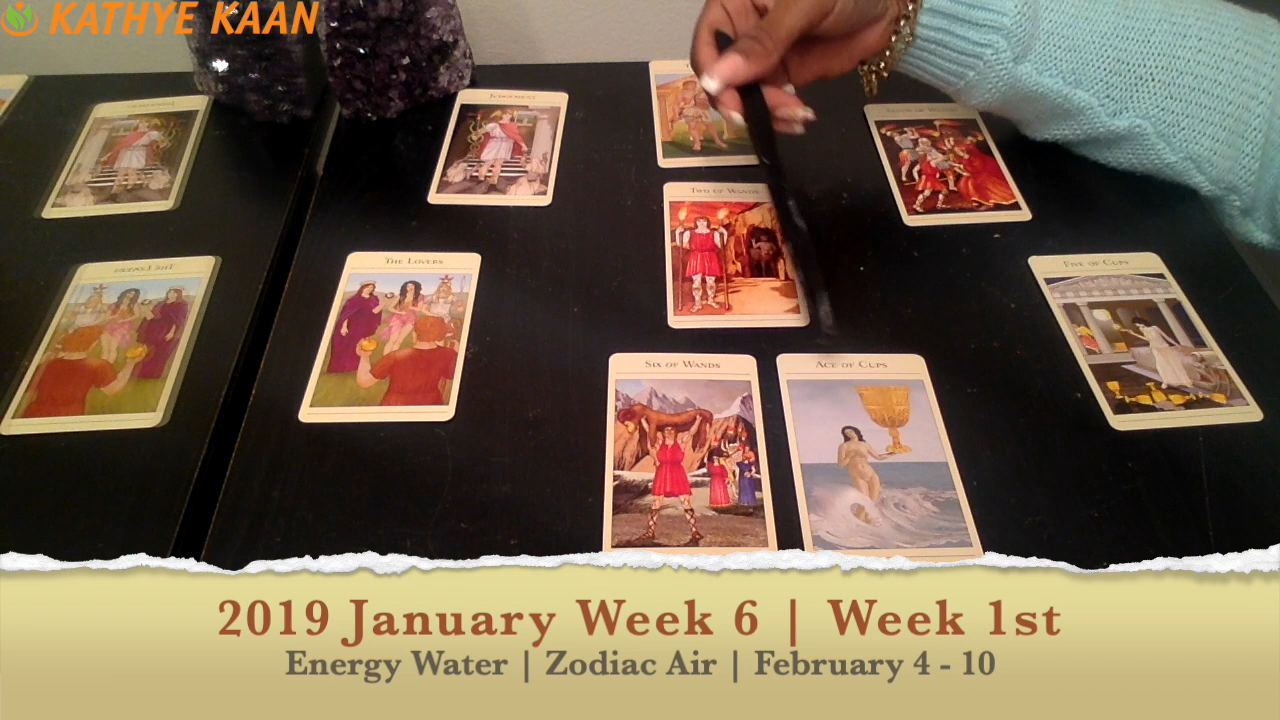 KATHYE KAAN
JUDGEMENT
TWO OF WANDS
THE LOVERS
FIVE OF CUPS
SIX OF WANDS
ACE OF CUPS
2019 January Week 6 | Week 1st
Energy Water | Zodiac Air | February 4 - 10